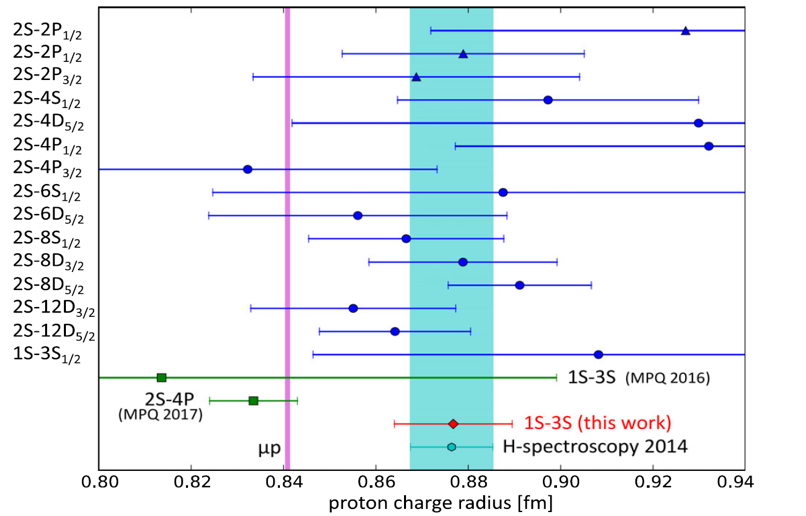 2S-2P1/2
2S-2P1/2
2S-2P3/2
2S-4S1/2
2S-4D5/2
2S-4P1/2
2S-4P3/2
2S-6S1/2
2S-6D5/2
2S-8S1/2
2S-8D3/2
2S-8D5/2
2S-12D3/2
2S-12D5/2
1S-3S1/2
1S-3S (MPQ 2016)
2S-4P
(MPQ 2017)
1S-3S (this work)
µp
H-spectroscopy 2014
0.80 0.82 0.84 0.86 0.88 0.90 0.92 0.94
proton charge radius [fm]